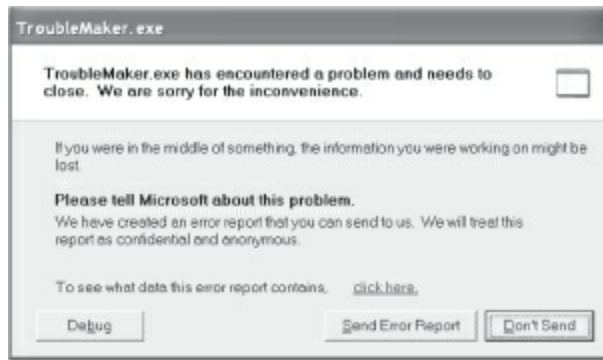 TroubleMaker.exe
TroubleMaker.exe has encountered a problem and needs to
close. We are sorry for the inconvenience.
If you were in the middle of something, the information you were working on might be
lost.
Please tell Microsoft about this problem.
We have created an error report that you can send to us. We will treat this
report as confidential and anonymous.
To see what data this error report contains, click here.
Debug Send Error Report Don't Send